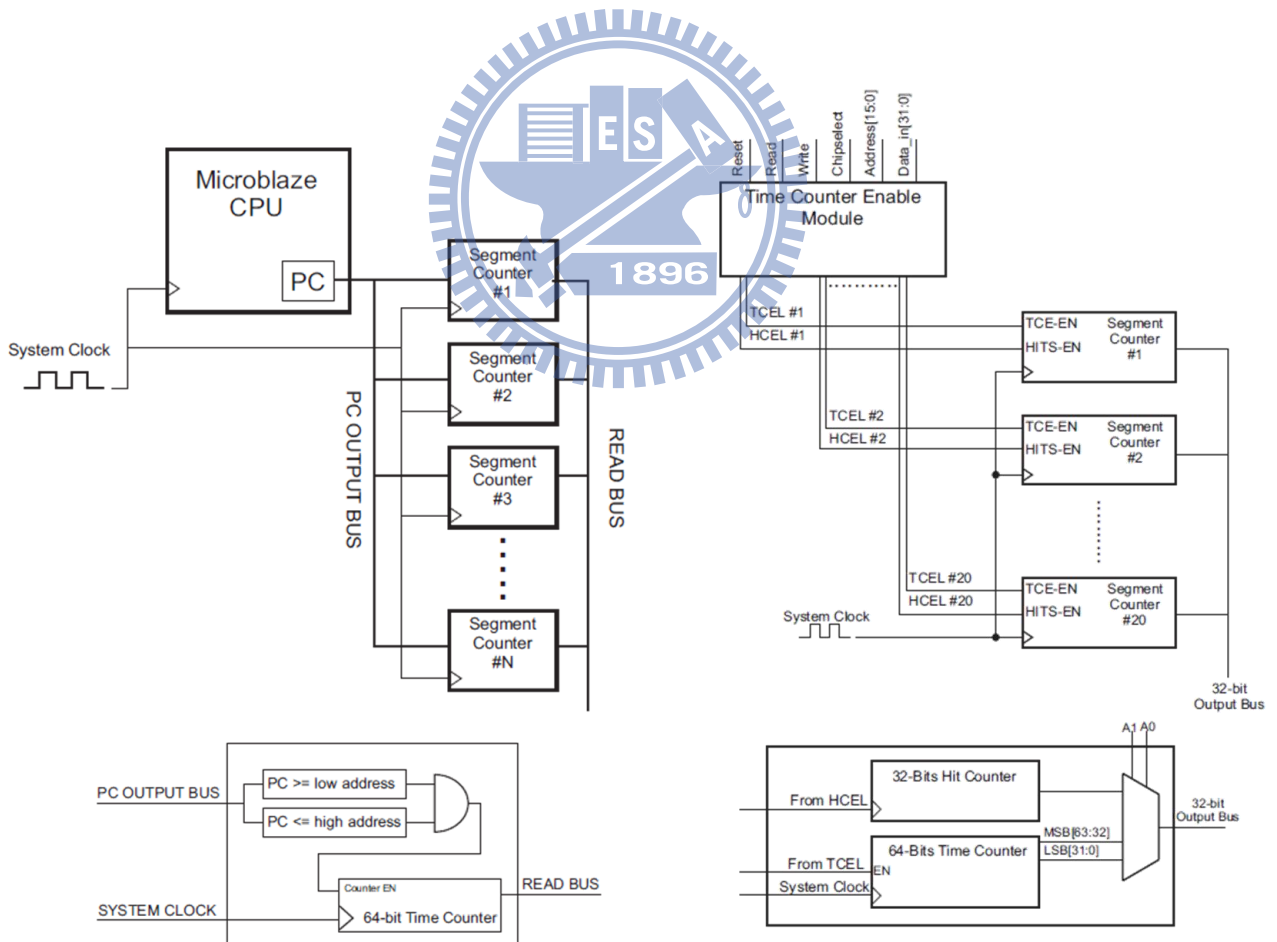 Microblaze
CPU
PC
System Clock
PC OUTPUT BUS
Segment
Counter
#1
Segment
Counter
#2
Segment
Counter
#3
Segment
Counter
#N
READ BUS
ES
A
1896
Reset
Read
Write
Chipselect
Address[15:0]
Data_in[31:0]
Time Counter Enable
Module
TCEL #1
HCEL #1
TCE-EN
HITS-EN
Segment
Counter
#1
TCEL #2
HCEL #2
TCE-EN
HITS-EN
Segment
Counter
#2
TCEL #20
HCEL #20
TCE-EN
HITS-EN
Segment
Counter
#20
System Clock
32-bit
Output Bus
PC OUTPUT BUS
PC >= low address
PC <= high address
Counter EN
64-bit Time Counter
SYSTEM CLOCK
READ BUS
A1 A0
32-Bits Hit Counter
From HCEL
64-Bits Time Counter
EN
From TCEL
System Clock
MSB[63:32]
LSB[31:0]
32-bit
Output Bus